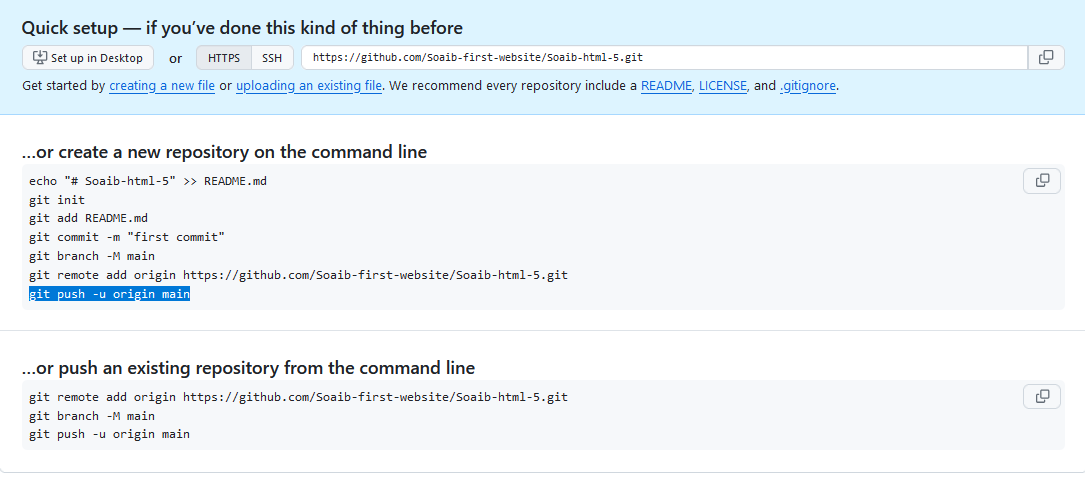 Quick setup — if you’ve done this kind of thing before
Set up in Desktop or HTTPS SSH https://github.com/Soaib-first-website/Soaib-html-5.git
Get started by creating a new file or uploading an existing file. We recommend every repository include a README, LICENSE, and .gitignore.
…or create a new repository on the command line
echo "# Soaib-html-5" >> README.md
git init
git add README.md
git commit -m "first commit"
git branch -M main
git remote add origin https://github.com/Soaib-first-website/Soaib-html-5.git
git push -u origin main
…or push an existing repository from the command line
git remote add origin https://github.com/Soaib-first-website/Soaib-html-5.git
git branch -M main
git push -u origin main